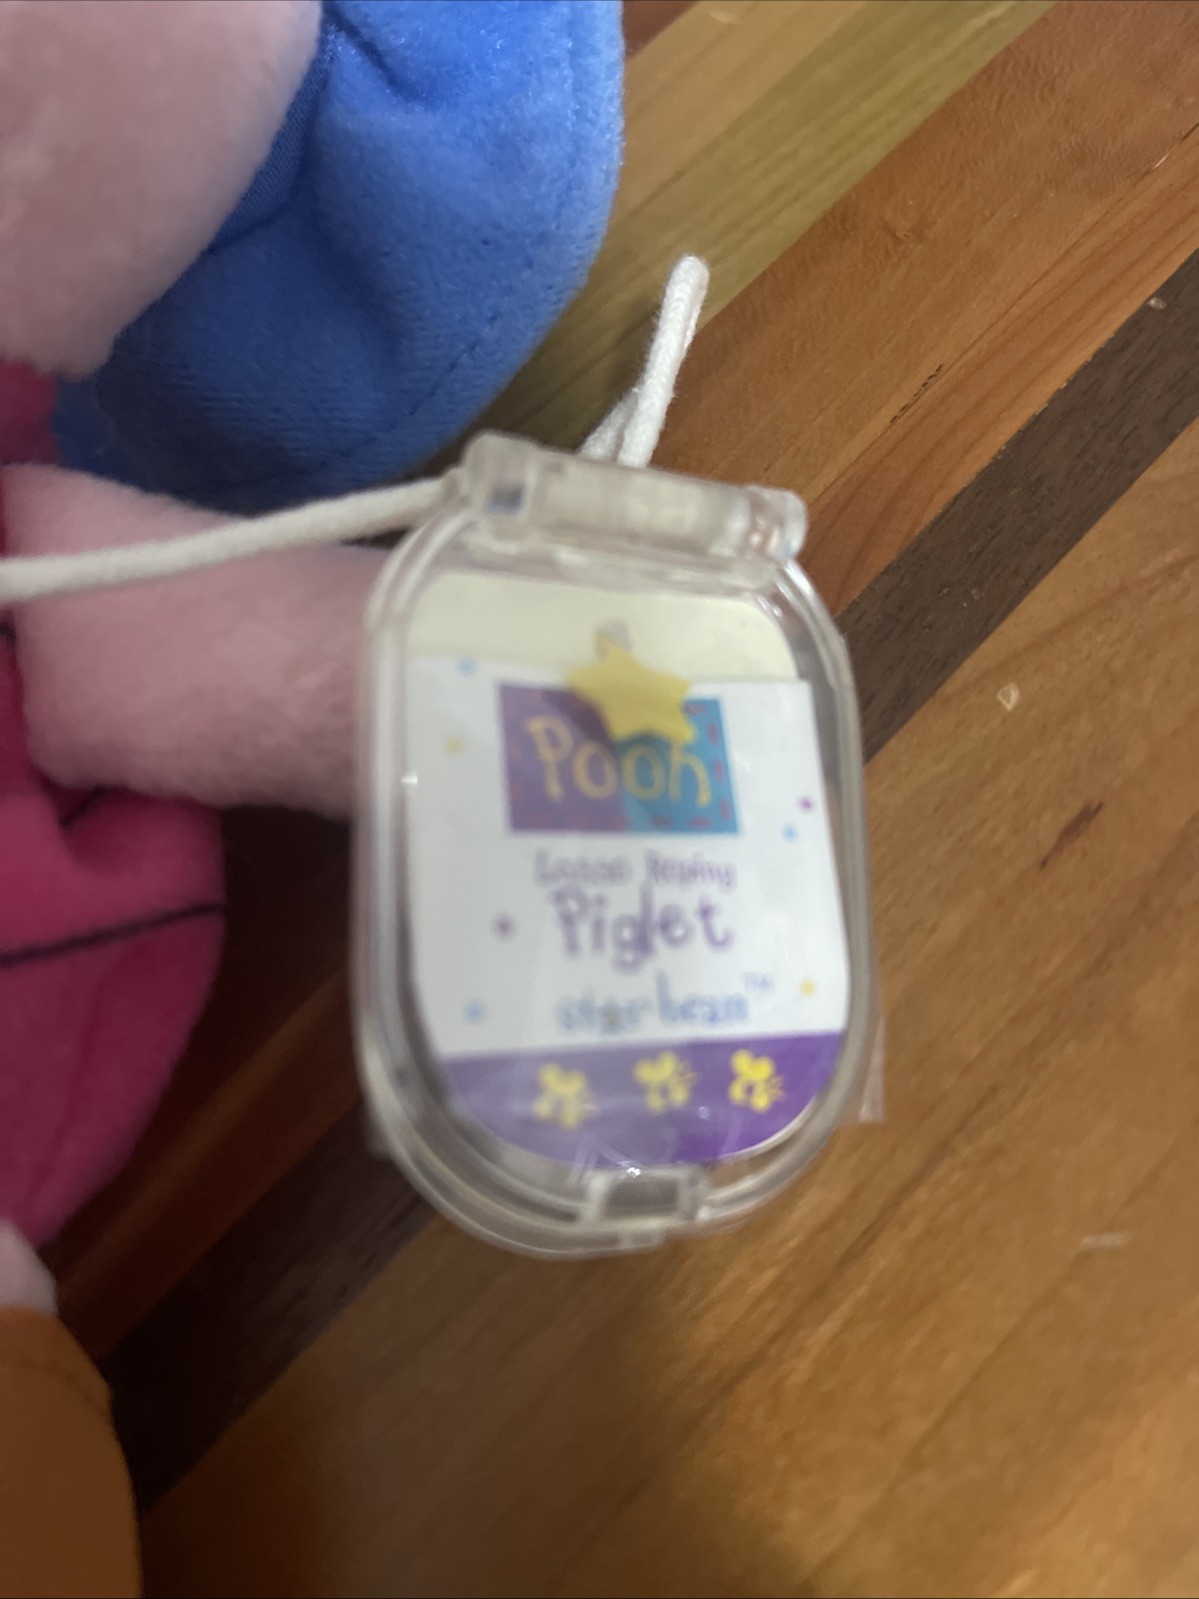 Pooh
Piglet
star bean™